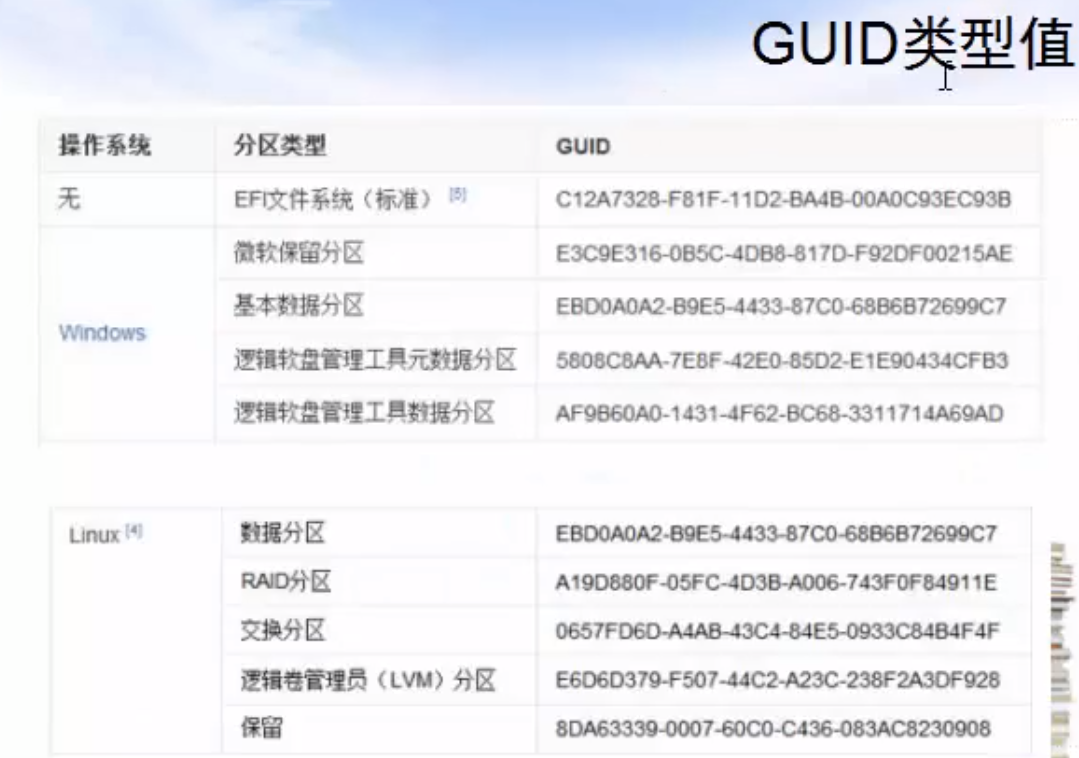 GUID类型值
操作系统 分区类型 GUID
无 EFI文件系统（标准） [5] C12A7328-F81F-11D2-BA4B-00A0C93EC93B
微软保留分区 E3C9E316-0B5C-4DB8-817D-F92DF00215AE
基本数据分区 EBD0A0A2-B9E5-4433-87C0-68B6B72699C7
Windows
逻辑软盘管理工具元数据分区 5808C8AA-7E8F-42E0-85D2-E1E90434CFB3
逻辑软盘管理工具数据分区 AF9B60A0-1431-4F62-BC68-3311714A69AD
Linux [4] 数据分区 EBD0A0A2-B9E5-4433-87C0-68B6B72699C7
RAID分区 A19D880F-05FC-4D3B-A006-743F0F84911E
交换分区 0657FD6D-A4AB-43C4-84E5-0933C84B4F4F
逻辑卷管理员（LVM）分区 E6D6D379-F507-44C2-A23C-238F2A3DF928
保留 8DA63339-0007-60C0-C436-083AC8230908